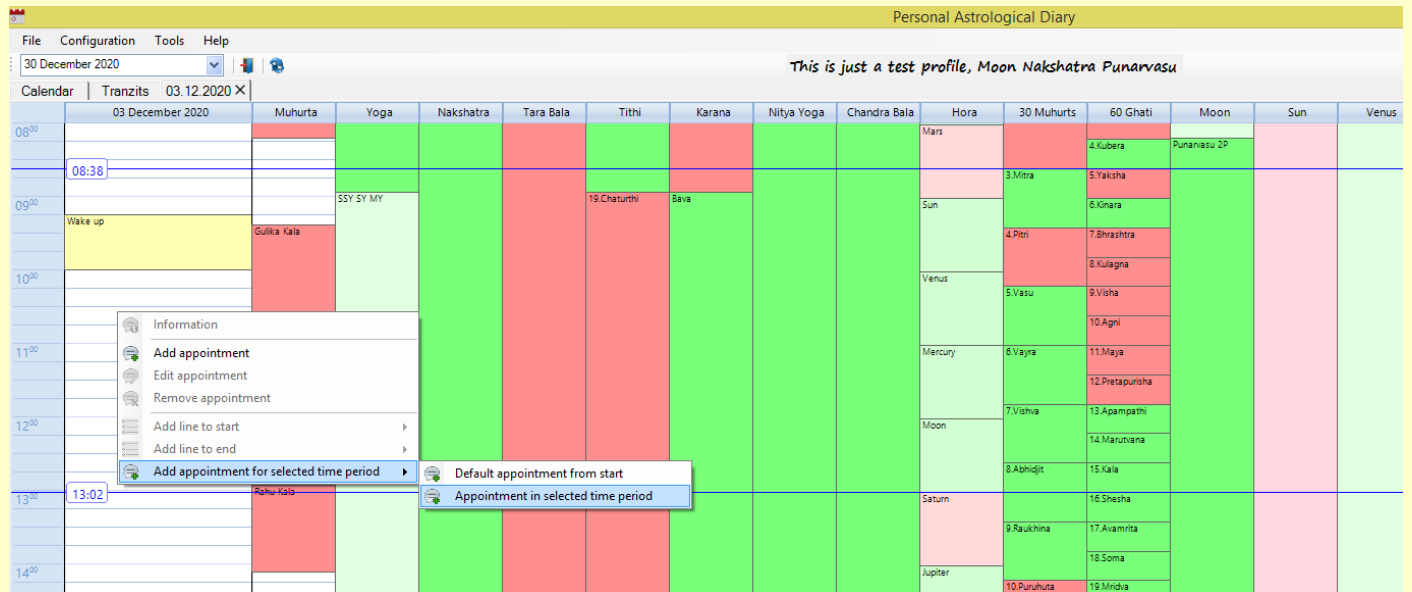 Personal Astrological Diary
File Configuration Tools Help
30 December 2020
This is just a test profile, Moon Nakshatra Punarvasu
Calendar Tranzits 03.12.2020 X
03 December 2020 Muhurta Yoga Nakshatra Tara Bala Tithi Karana Nitya Yoga Chandra Bala Hora 30 Muhurts 60 Ghati Moon Sun Venus
08⁰⁰ Mars
4.Kubera Punarvasu 2P
08:38 3.Mitra 5.Yaksha
SSY SY MY 19.Chaturthi Bava
09⁰⁰ Sun 6.Kinara
Wake up
Gulika Kala 4.Pitri 7.Bhrashtra
8.Kulagna
10⁰⁰ Venus
5.Vasu 9.Visha
Information 10.Agni
11⁰⁰ Add appointment Mercury 6.Vayra 11.Maya
Edit appointment 12.Pretapurisha
Remove appointment 7.Vishva 13.Apampathi
12⁰⁰ Add line to start Moon
Add line to end 14.Marutvana
Add appointment for selected time period Default appointment from start 8.Abhidjit 15.Kala
13⁰⁰ 13:02 Rahu Kala Appointment in selected time period Saturn 16.Shesha
9.Raukhina 17.Avamrita
18.Soma
14⁰⁰ Jupiter
10.Puruhuta 19.Mridva